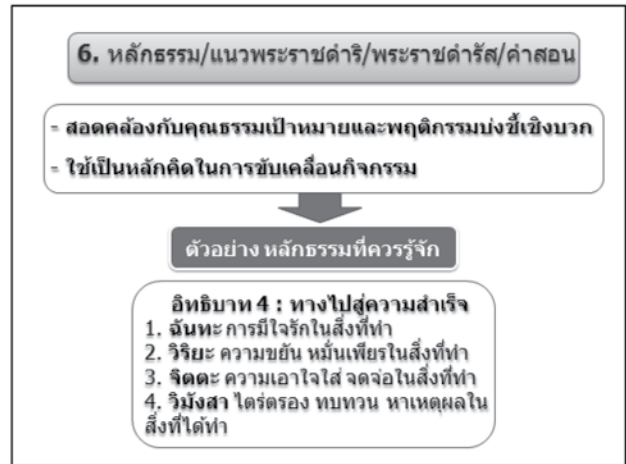 6. หลักธรรม/แนวพระราชดำริ/พระราชดำรัส/คำสอน
- สอดคล้องกับคุณธรรมเป้าหมายและพฤติกรรมบ่งชี้เชิงบวก
- ใช้เป็นหลักคิดในการขับเคลื่อนกิจกรรม
ตัวอย่าง หลักธรรมที่ควรรู้จัก
อิทธิบาท 4 : ทางไปสู่ความสำเร็จ
1. ฉันทะ การมีใจรักในสิ่งที่ทำ
2. วิริยะ ความขยัน หมั่นเพียรในสิ่งที่ทำ
3. จิตตะ ความเอาใจใส่ จดจ่อในสิ่งที่ทำ
4. วิมังสา ไตร่ตรอง ทบทวน หาเหตุผลใน
สิ่งที่ได้ทำ